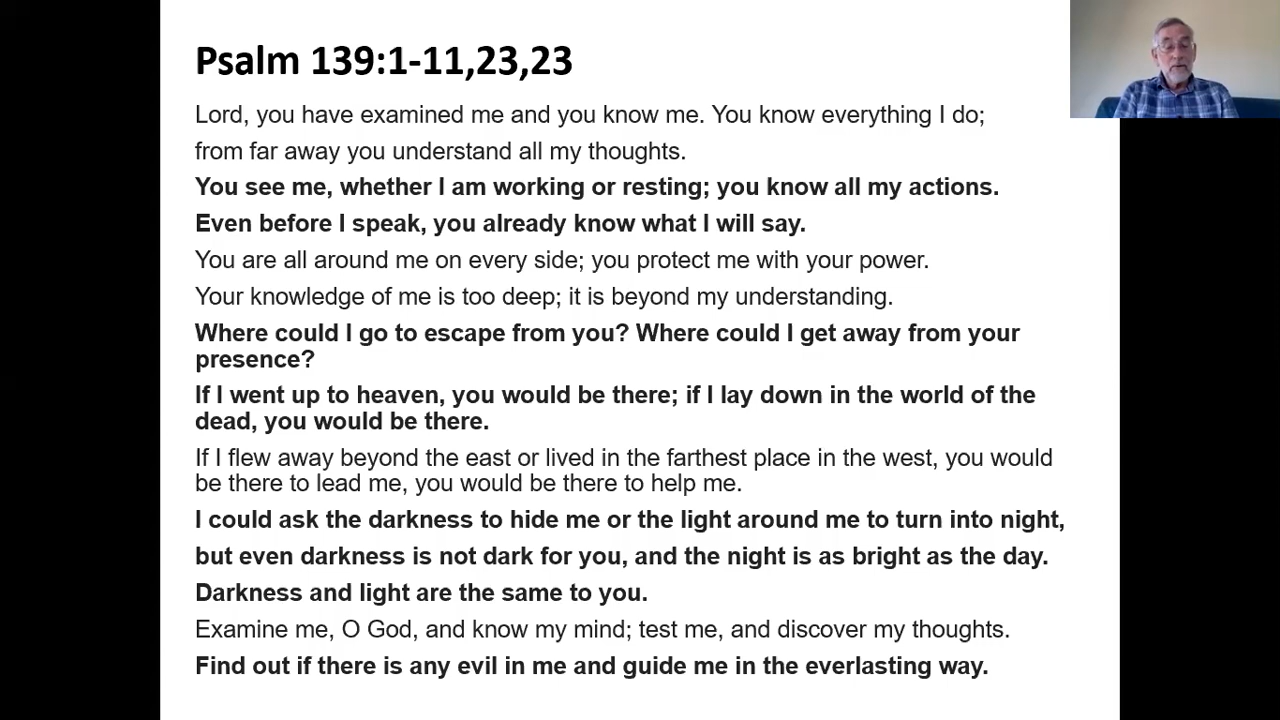 Psalm 139:1-11,23,23
Lord, you have examined me and you know me. You know everything I do;
from far away you understand all my thoughts.
You see me, whether I am working or resting; you know all my actions.
Even before I speak, you already know what I will say.
You are all around me on every side; you protect me with your power.
Your knowledge of me is too deep; it is beyond my understanding.
Where could I go to escape from you? Where could I get away from your
presence?
If I went up to heaven, you would be there; if I lay down in the world of the
dead, you would be there.
If I flew away beyond the east or lived in the farthest place in the west, you would
be there to lead me, you would be there to help me.
I could ask the darkness to hide me or the light around me to turn into night,
but even darkness is not dark for you, and the night is as bright as the day.
Darkness and light are the same to you.
Examine me, O God, and know my mind; test me, and discover my thoughts.
Find out if there is any evil in me and guide me in the everlasting way.